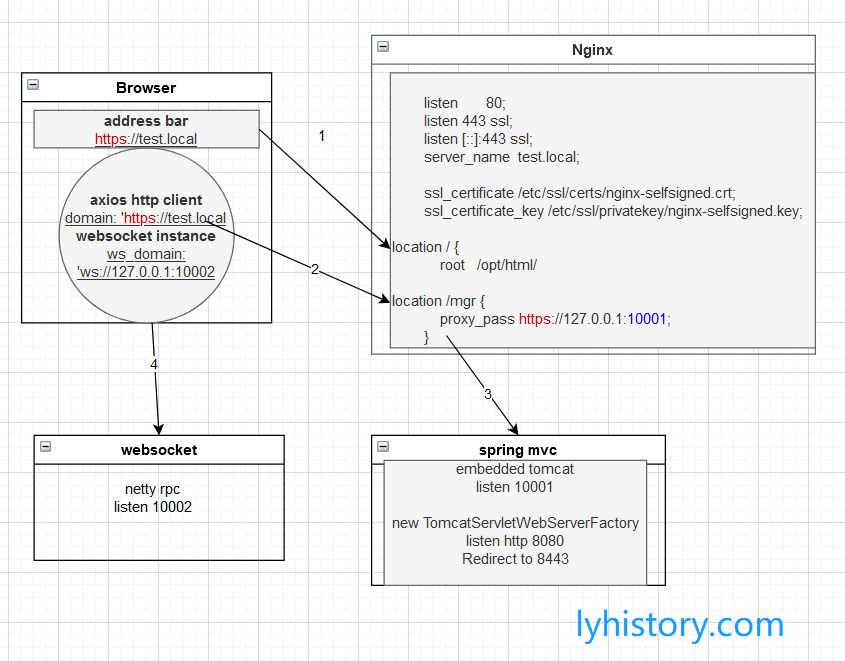 Browser
address bar
https://test.local
axios http client
domain: 'https://test.local
websocket instance
ws_domain:
'ws://127.0.0.1:10002
1
2
3
4
Nginx
listen 80;
listen 443 ssl;
listen [::]:443 ssl;
server_name test.local;
ssl_certificate /etc/ssl/certs/nginx-selfsigned.crt;
ssl_certificate_key /etc/ssl/privatekey/nginx-selfsigned.key;
location / {
root /opt/html/
location /mgr {
proxy_pass https://127.0.0.1:10001;
}
websocket
netty rpc
listen 10002
spring mvc
embedded tomcat
listen 10001
new TomcatServletWebServerFactory
listen http 8080
Redirect to 8443
lyhistory.com